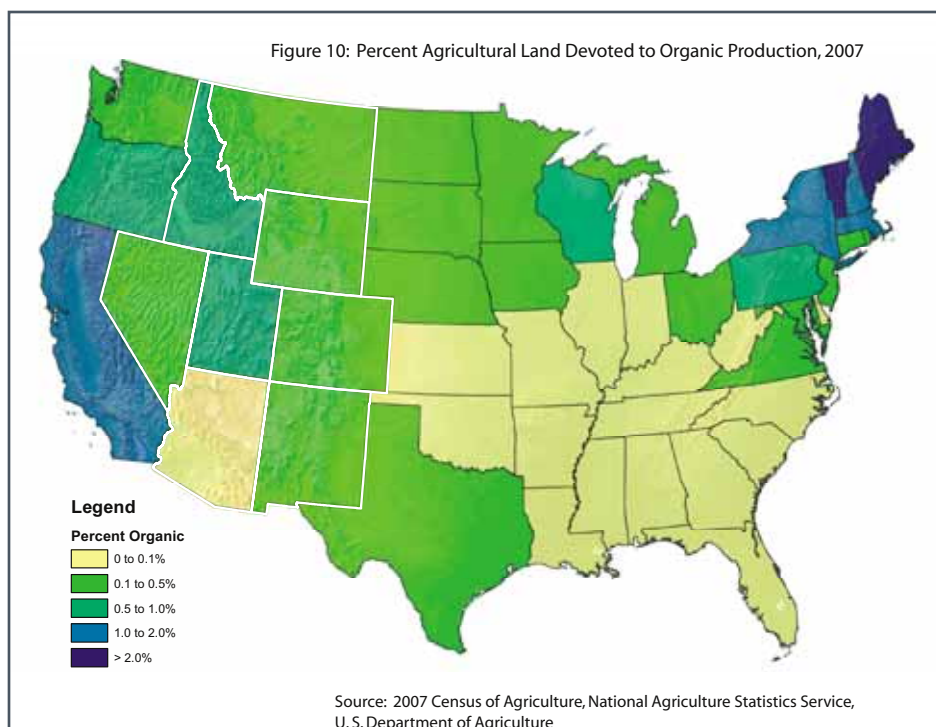 Figure 10: Percent Agricultural Land Devoted to Organic Production, 2007
Legend
Percent Organic
0 to 0.1%
0.1 to 0.5%
0.5 to 1.0%
1.0 to 2.0%
> 2.0%
Source: 2007 Census of Agriculture, National Agriculture Statistics Service,
U. S. Department of Agriculture